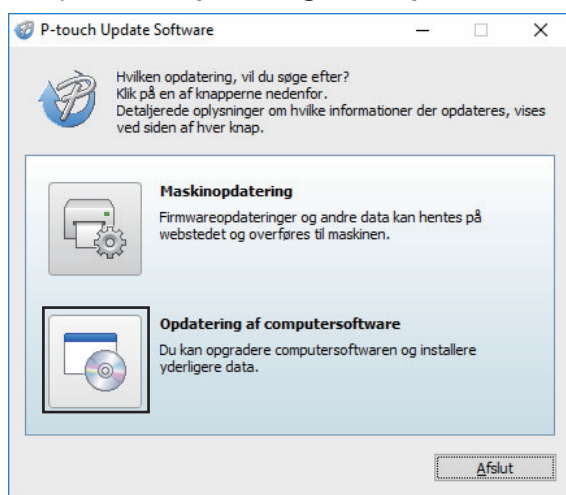 P-touch Update Software
Hvilken opdatering, vil du søge efter?
Klik på en af knapperne nedenfor.
Detaljerede oplysninger om hvilke informationer der opdateres, vises
ved siden af hver knap.
Maskinopdatering
Firmwareopdateringer og andre data kan hentes på
webstedet og overføres til maskinen.
Opdatering af computersoftware
Du kan opgradere computersoftwaren og installere
yderligere data.
Afslut